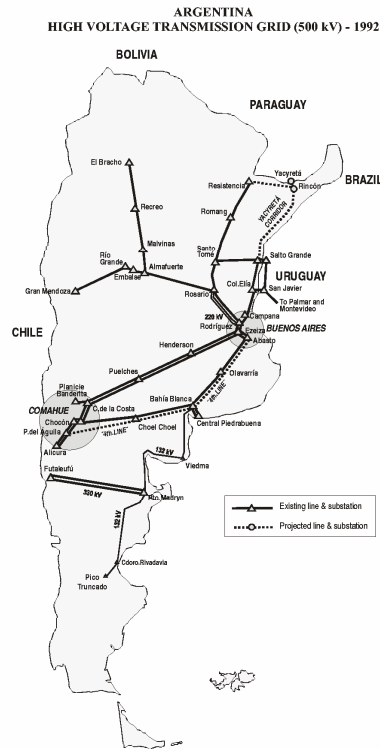 ARGENTINA
HIGH VOLTAGE TRANSMISSION GRID (500 kV) - 1992
BOLIVIA
PARAGUAY
El Bracho
Yacyretá
BRAZIL
Resistencia
Rincón
Recreo
Romang
YACYRETÁ
CORRIDOR
Malvinas
Santo
Tomé
Salto Grande
Río
Grande
Almafuerte
Embalse
URUGUAY
Gran Mendoza
Rosario
Col.Elía
San Javier
To Palmar and
Montevideo
220 kV
Campana
CHILE
Rodríguez
Ezeiza
BUENOS AIRES
Abasto
Henderson
Puelches
Olavarría
Planicie
Banderita
"4th LINE"
Bahía Blanca
COMAHUE
C.de la Costa
Chocón
Choel Choel
Central Piedrabuena
P.del Aguila
"4th LINE"
Alicura
132 kV
Viedma
Futaleufú
330 kV
Pto. Madryn
132 kV
Existing line & substation
Projected line & substation
Cdoro.Rivadavia
Pico
Truncado